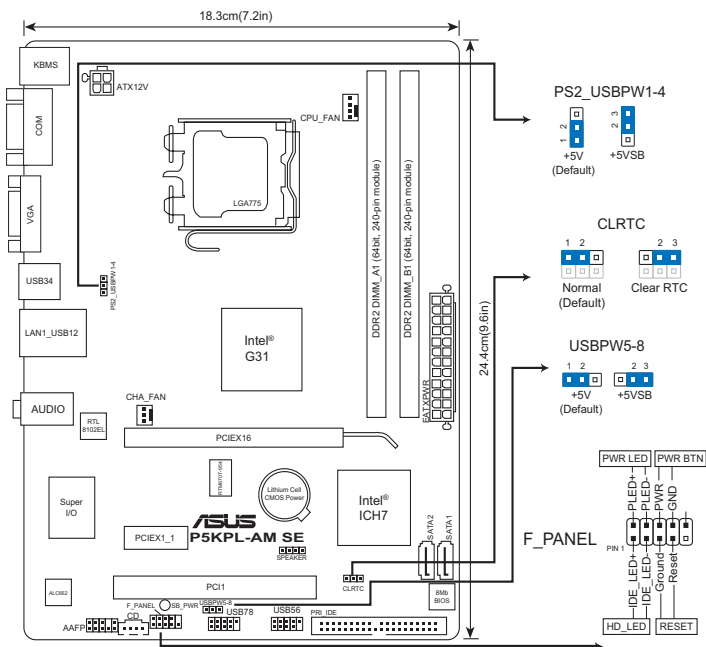 18.3cm(7.2in)
KBMS
ATX12V
CPU_FAN
COM
LGA775
VGA
DDR2 DIMM_A1 (64bit, 240-pin module)
DDR2 DIMM_B1 (64bit, 240-pin module)
24.4cm(9.6in)
USB34
PS2_USBPW1-4
LAN1_USB12
Intel®
G31
EATXPWR
CHA_FAN
AUDIO
RTL
8102EL
PCIEX16
Super
I/O
RTM870T-954
Lithium Cell
CMOS Power
Intel®
ICH7
ASUS
P5KPL-AM SE
PCIEX1_1
SPEAKER
SATA2
SATA1
CLRTC
8Mb
BIOS
ALC662
PCI1
F_PANEL
SB_PWR
USBPW5-8
AAFP
CD
USB78
USB56
PRI_IDE
PS2_USBPW1-4
1 2
2 3
+5V
(Default)
+5VSB
CLRTC
1 2
2 3
Normal
(Default)
Clear RTC
USBPW5-8
1 2
2 3
+5V
(Default)
+5VSB
F_PANEL
PWR LED
PWR BTN
PLED+
PLED-
PWR
GND
PIN 1
IDE_LED+
IDE_LED-
Ground
Reset
HD_LED
RESET